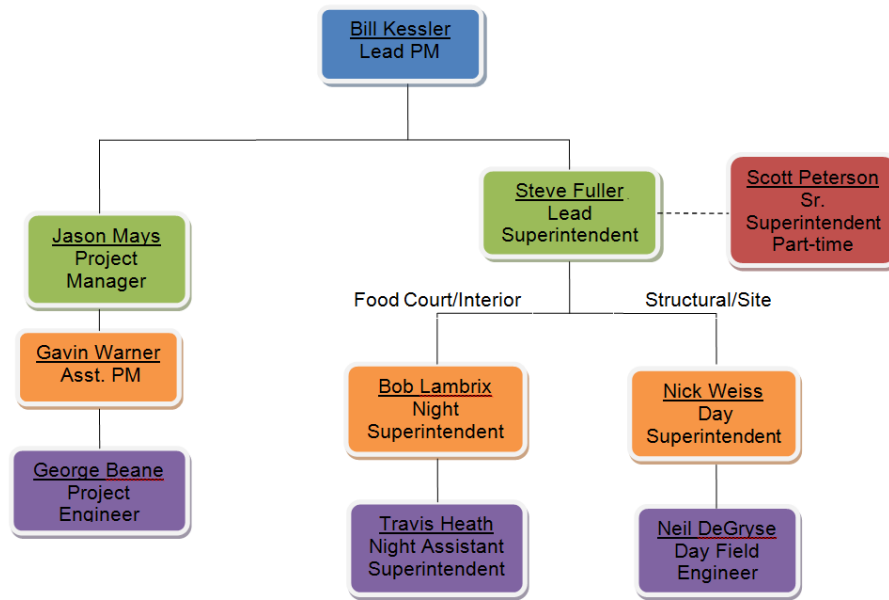 Bill Kessler
Lead PM
Steve Fuller
Lead
Superintendent
Scott Peterson
Sr.
Superintendent
Part-time
Jason Mays
Project
Manager
Food Court/Interior
Structural/Site
Gavin Warner
Asst. PM
Bob Lambrix
Night
Superintendent
Nick Weiss
Day
Superintendent
George Beane
Project
Engineer
Travis Heath
Night Assistant
Superintendent
Neil DeGryse
Day Field
Engineer